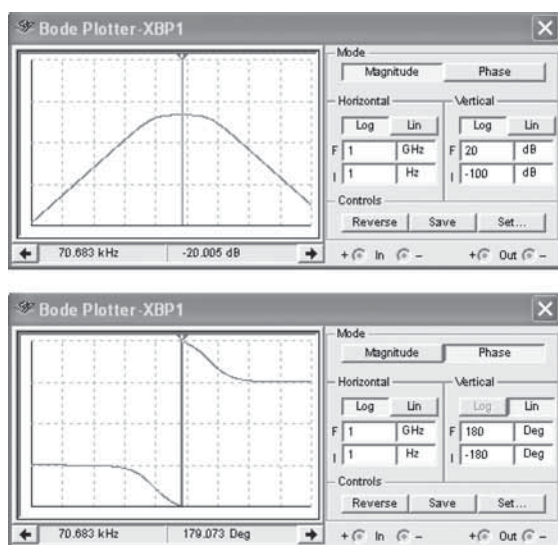 Bode Plotter-XBP1
Mode
Magnitude Phase
Horizontal Vertical
Log Lin Log Lin
F 1 GHz F 20 dB
I 1 Hz I -100 dB
Controls
Reverse Save Set...
70.683 kHz -20.005 dB + In - + Out -
Bode Plotter-XBP1
Mode
Magnitude Phase
Horizontal Vertical
Log Lin Log Lin
F 1 GHz F 180 Deg
I 1 Hz I -180 Deg
Controls
Reverse Save Set...
70.683 kHz 179.073 Deg + In - + Out -